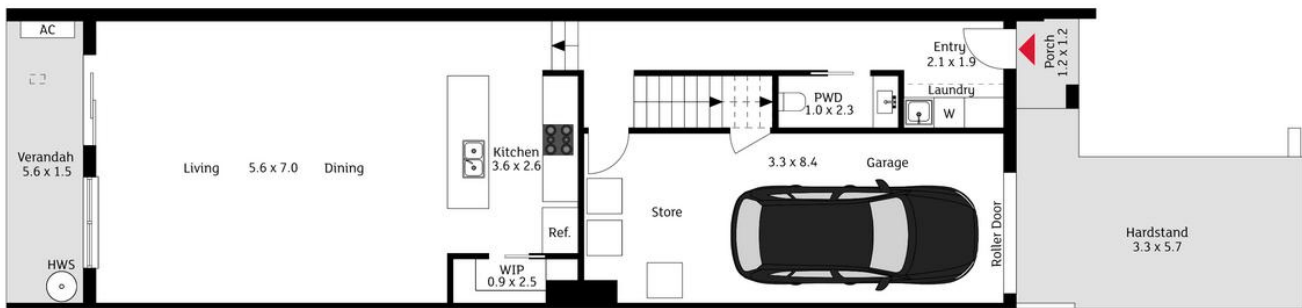 AC
Verandah
5.6 x 1.5
HWS
Living 5.6 x 7.0 Dining
Kitchen
3.6 x 2.6
Ref.
WIP
0.9 x 2.5
PWD
1.0 x 2.3
Entry
2.1 x 1.9
Laundry
W
Porch
1.2 x 1.2
3.3 x 8.4 Garage
Store
Roller Door
Hardstand
3.3 x 5.7